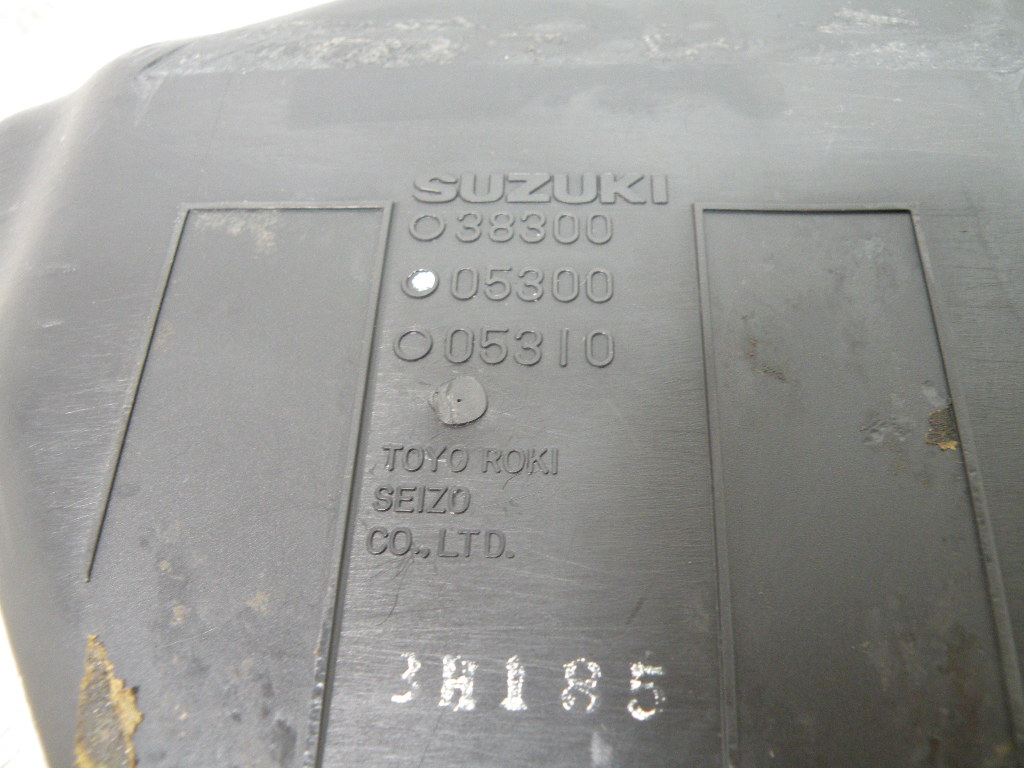 SUZUKI
38300
05300
05310
TOYO ROKI
SEIZO
CO., LTD.
3H185